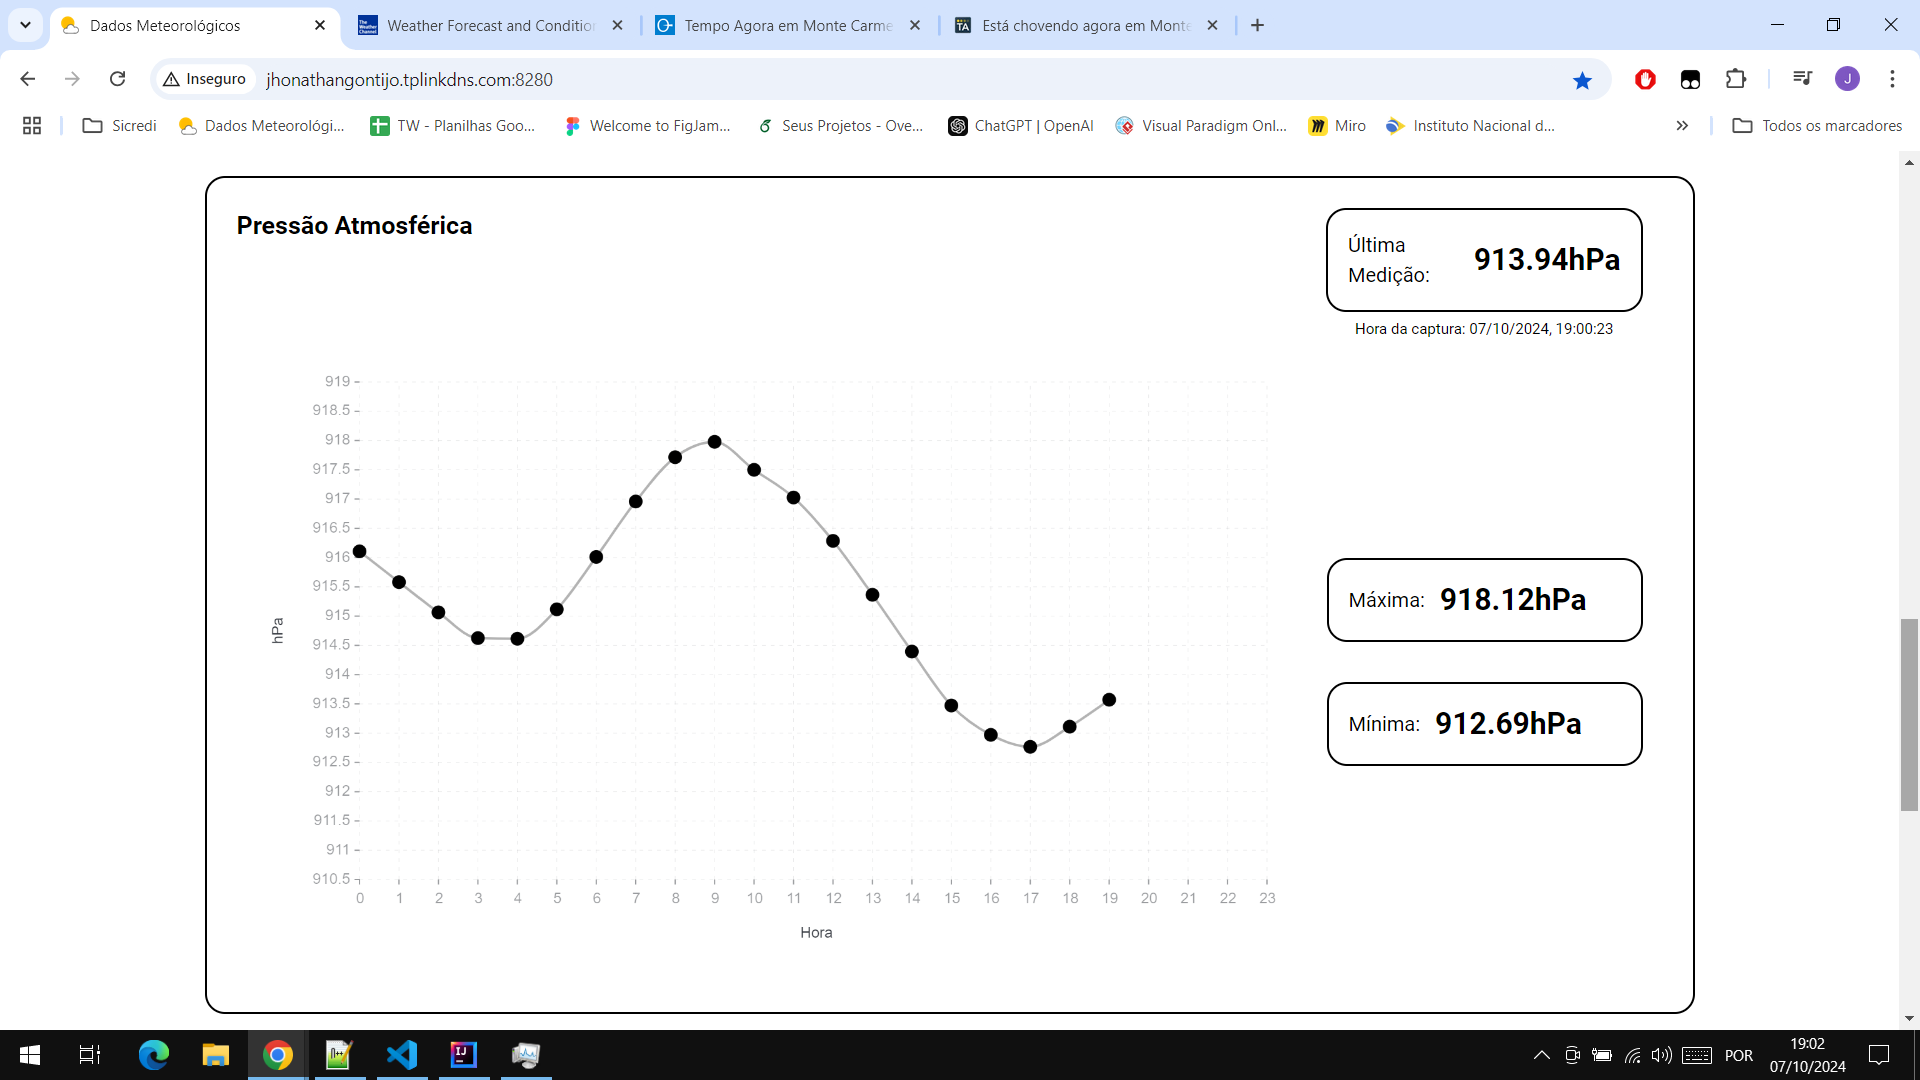 Dados Meteorológicos
Weather Forecast and Condition
Tempo Agora em Monte Carme
Está chovendo agora em Monte
Inseguro
jhonathangontijo.tplinkdns.com:8280
J
Sicredi
Dados Meteorológi...
TW - Planilhas Goo...
Welcome to FigJam...
Seus Projetos - Ove...
ChatGPT | OpenAI
Visual Paradigm Onl...
Miro
Instituto Nacional d...
Todos os marcadores
Pressão Atmosférica
Última
Medição:
913.94hPa
Hora da captura: 07/10/2024, 19:00:23
919
918.5
918
917.5
917
916.5
916
915.5
915
914.5
914
913.5
913
912.5
912
911.5
911
910.5
hPa
0 1 2 3 4 5 6 7 8 9 10 11 12 13 14 15 16 17 18 19 20 21 22 23
Hora
Máxima: 918.12hPa
Mínima: 912.69hPa
POR
19:02
07/10/2024